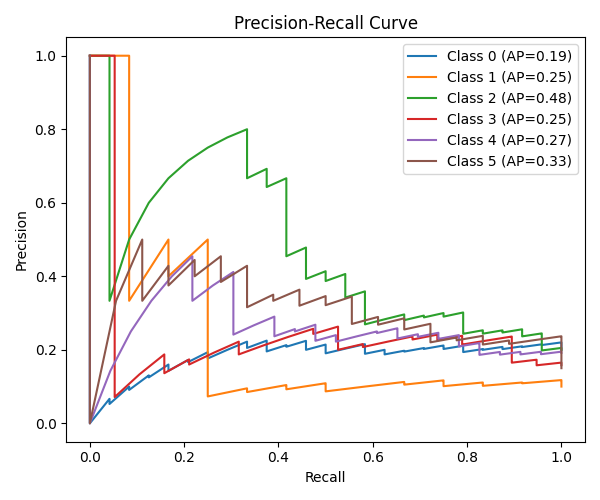 Precision-Recall Curve
Class 0 (AP=0.19)
Class 1 (AP=0.25)
Class 2 (AP=0.48)
Class 3 (AP=0.25)
Class 4 (AP=0.27)
Class 5 (AP=0.33)
Precision
1.0
0.8
0.6
0.4
0.2
0.0
0.0 0.2 0.4 0.6 0.8 1.0
Recall